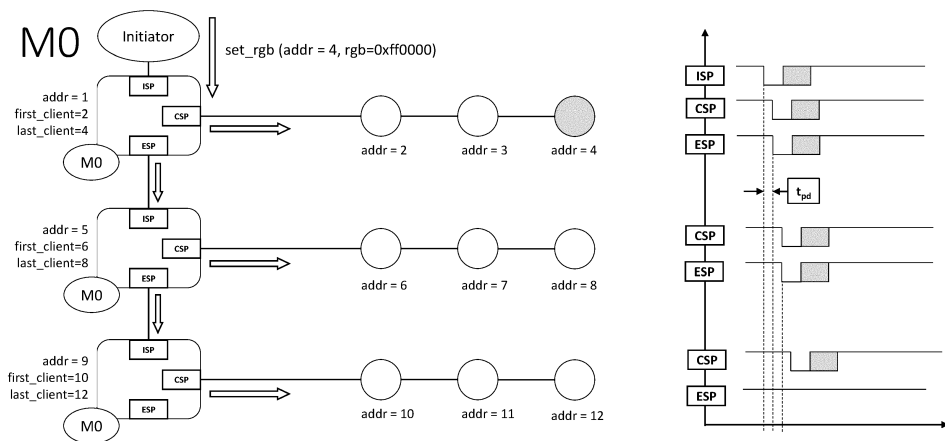 M0
Initiator
set_rgb (addr = 4, rgb=0xff0000)
ISP
addr = 1
first_client=2
last_client=4
CSP
ESP
M0
addr = 2
addr = 3
addr = 4
ISP
addr = 5
first_client=6
last_client=8
CSP
ESP
M0
addr = 6
addr = 7
addr = 8
ISP
addr = 9
first_client=10
last_client=12
CSP
ESP
M0
addr = 10
addr = 11
addr = 12
ISP
CSP
ESP
tpd
CSP
ESP
CSP
ESP